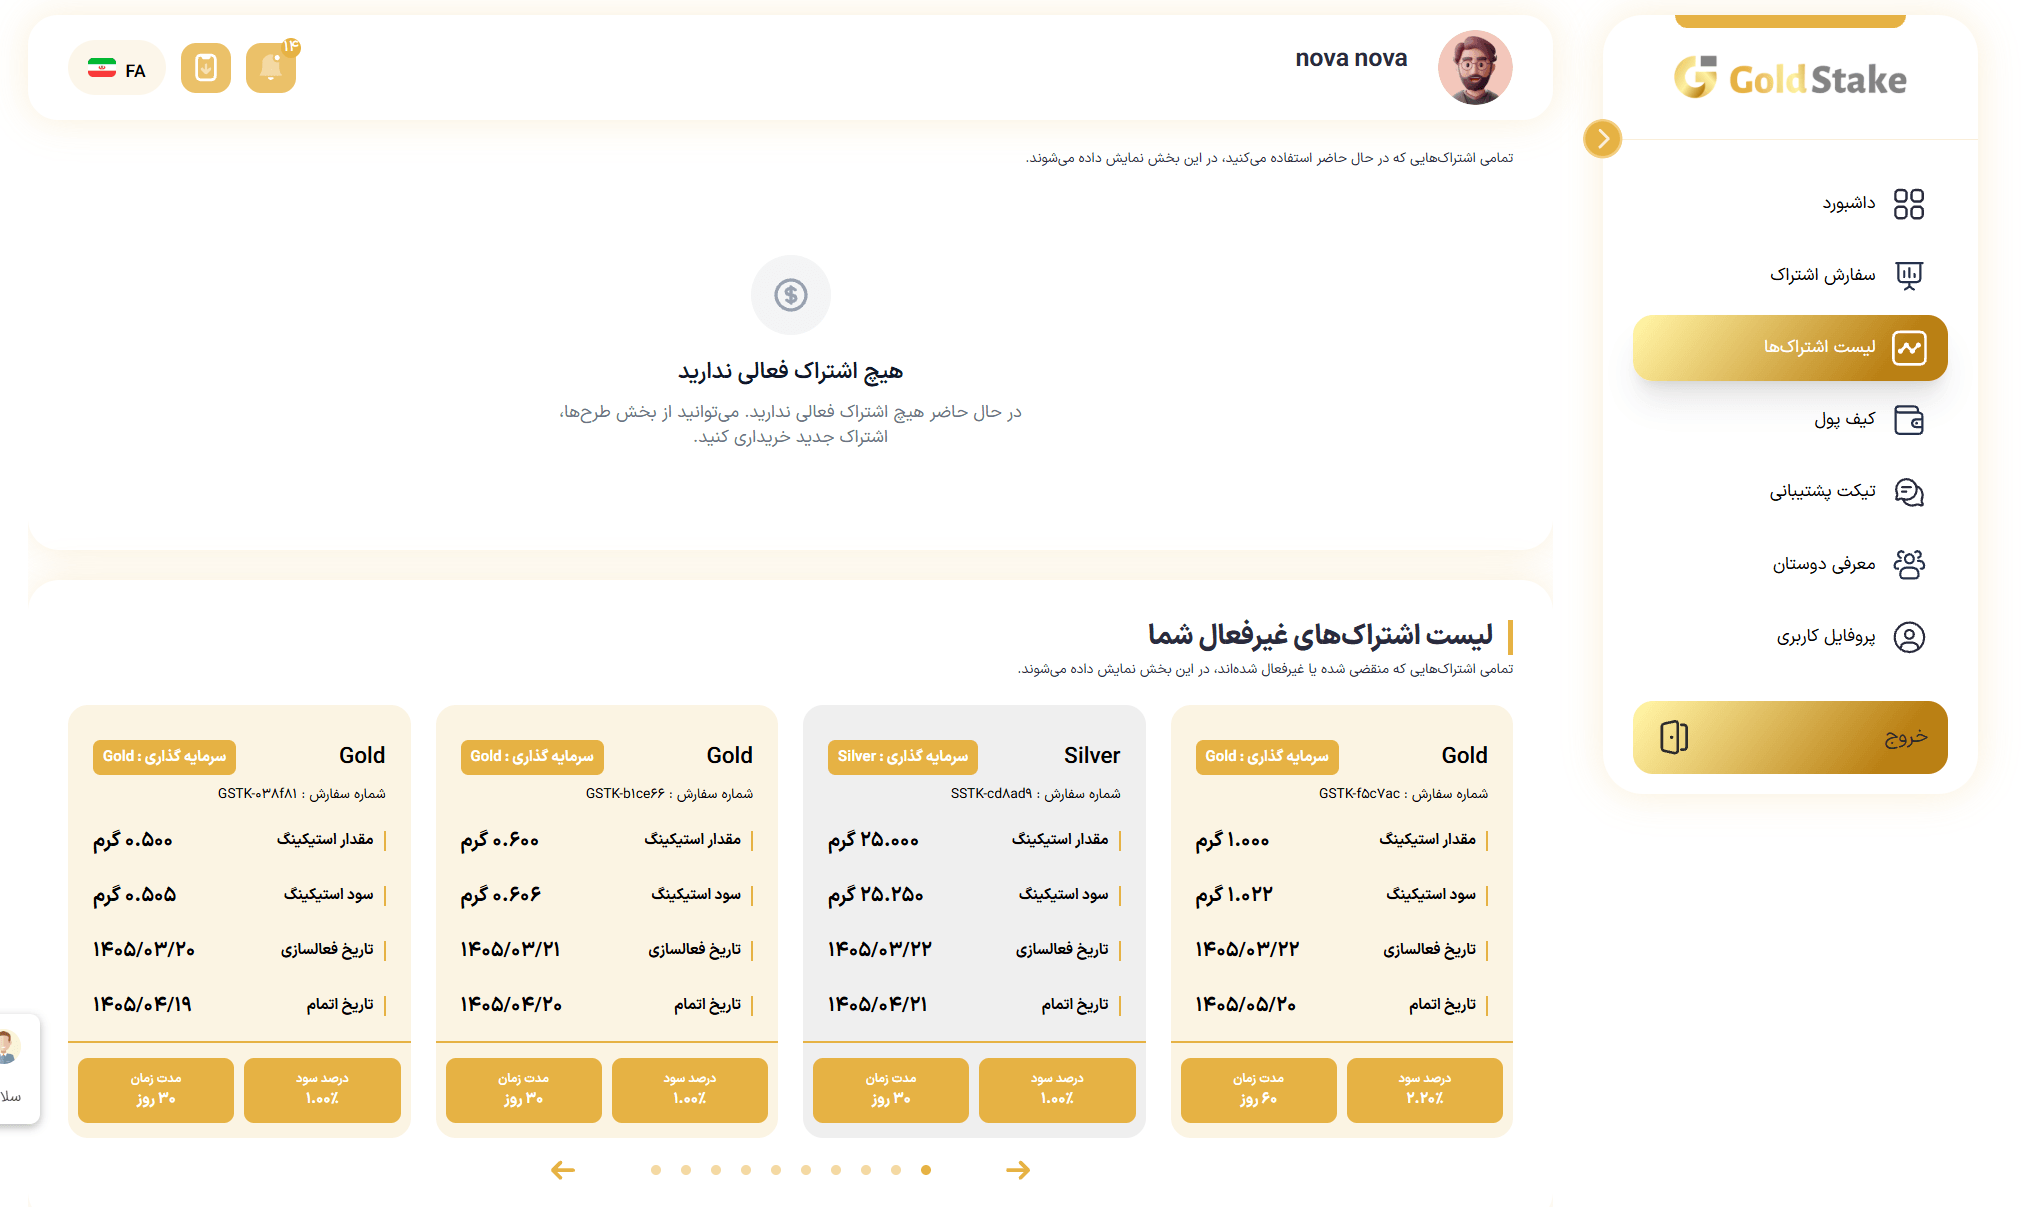 Gold Stake
داشبورد
سفارش اشتراک
لیست اشتراک‌ها
کیف پول
تیکت پشتیبانی
معرفی دوستان
پروفایل کاربری
خروج
nova nova
۱۴
FA
تمامی اشتراک‌هایی که در حال حاضر استفاده می‌کنید، در این بخش نمایش داده می‌شوند.
هیچ اشتراک فعالی ندارید
در حال حاضر هیچ اشتراک فعالی ندارید. می‌توانید از بخش طرح‌ها،
اشتراک جدید خریداری کنید.
لیست اشتراک‌های غیرفعال شما
تمامی اشتراک‌هایی که منقضی شده یا غیرفعال شده‌اند، در این بخش نمایش داده می‌شوند.
Gold
سرمایه گذاری : Gold
شماره سفارش : GSTK-f۵c۷ac
مقدار استیکینگ ۱.۰۰۰ گرم
سود استیکینگ ۱.۰۲۲ گرم
تاریخ فعالسازی ۱۴۰۵/۰۳/۲۲
تاریخ اتمام ۱۴۰۵/۰۵/۲۰
درصد سود
۲.۲۰٪
مدت زمان
۶۰ روز
Silver
سرمایه گذاری : Silver
شماره سفارش : SSTK-cd۸ad۹
مقدار استیکینگ ۲۵.۰۰۰ گرم
سود استیکینگ ۲۵.۲۵۰ گرم
تاریخ فعالسازی ۱۴۰۵/۰۳/۲۲
تاریخ اتمام ۱۴۰۵/۰۴/۲۱
درصد سود
۱.۰۰٪
مدت زمان
۳۰ روز
Gold
سرمایه گذاری : Gold
شماره سفارش : GSTK-b۱ce۶۶
مقدار استیکینگ ۰.۶۰۰ گرم
سود استیکینگ ۰.۶۰۶ گرم
تاریخ فعالسازی ۱۴۰۵/۰۳/۲۱
تاریخ اتمام ۱۴۰۵/۰۴/۲۰
درصد سود
۱.۰۰٪
مدت زمان
۳۰ روز
Gold
سرمایه گذاری : Gold
شماره سفارش : GSTK-۰۳۸f۸۱
مقدار استیکینگ ۰.۵۰۰ گرم
سود استیکینگ ۰.۵۰۵ گرم
تاریخ فعالسازی ۱۴۰۵/۰۳/۲۰
تاریخ اتمام ۱۴۰۵/۰۴/۱۹
درصد سود
۱.۰۰٪
مدت زمان
۳۰ روز